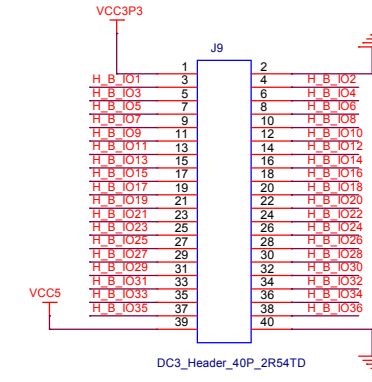 VCC3P3
J9
1 2
H_B_IO1 3 4 H_B_IO2
H_B_IO3 5 6 H_B_IO4
H_B_IO5 7 8 H_B_IO6
H_B_IO7 9 10 H_B_IO8
H_B_IO9 11 12 H_B_IO10
H_B_IO11 13 14 H_B_IO12
H_B_IO13 15 16 H_B_IO14
H_B_IO15 17 18 H_B_IO16
H_B_IO17 19 20 H_B_IO18
H_B_IO19 21 22 H_B_IO20
H_B_IO21 23 24 H_B_IO22
H_B_IO23 25 26 H_B_IO24
H_B_IO25 27 28 H_B_IO26
H_B_IO27 29 30 H_B_IO28
H_B_IO29 31 32 H_B_IO30
H_B_IO31 33 34 H_B_IO32
VCC5 H_B_IO33 35 36 H_B_IO34
H_B_IO35 37 38 H_B_IO36
39 40
DC3_Header_40P_2R54TD